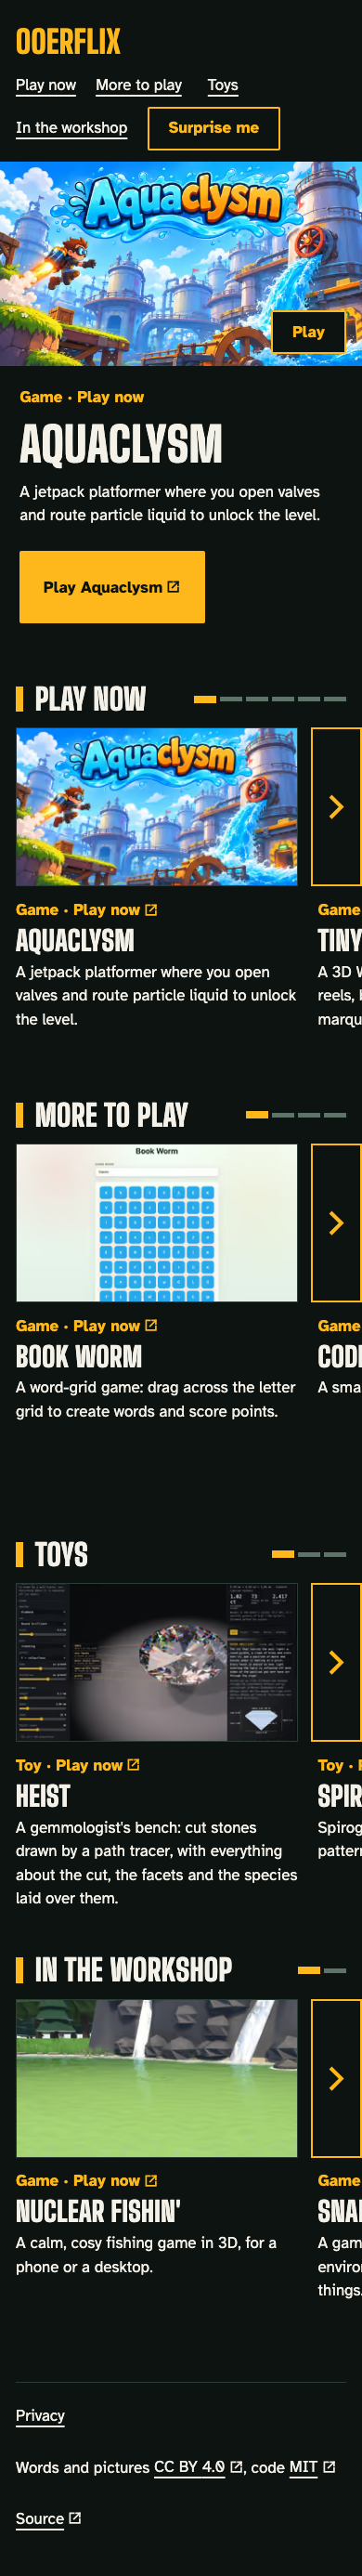 OOERFLIX
Play now More to play Toys
In the workshop Surprise me
Aquaclysm
Play
Game · Play now
AQUACLYSM
A jetpack platformer where you open valves
and route particle liquid to unlock the level.
Play Aquaclysm
PLAY NOW
Aquaclysm
Game · Play now
AQUACLYSM
A jetpack platformer where you open
valves and route particle liquid to unlock
the level.
Game
TINY
A 3D
reels,
marqu
MORE TO PLAY
Book Worm
Game · Play now
BOOK WORM
A word-grid game: drag across the letter
grid to create words and score points.
Game
A sma
TOYS
Toy · Play now
HEIST
A gemmologist's bench: cut stones
drawn by a path tracer, with everything
about the cut, the facets and the species
laid over them.
Toy ·
SPIR
Spirog
patter
IN THE WORKSHOP
Game · Play now
NUCLEAR FISHIN'
A calm, cosy fishing game in 3D, for a
phone or a desktop.
Game
A gam
enviro
things.
Privacy
Words and pictures CC BY 4.0, code MIT
Source